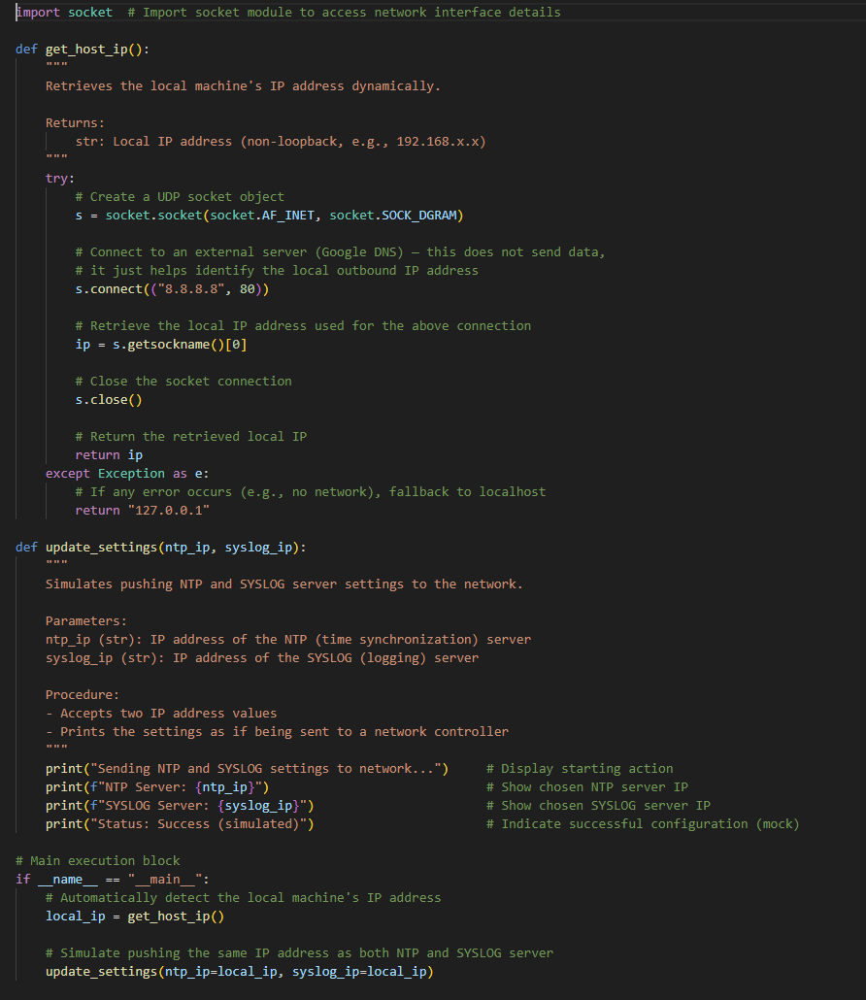 import socket  # Import socket module to access network interface details

def get_host_ip():
    """
    Retrieves the local machine's IP address dynamically.

    Returns:
        str: Local IP address (non-loopback, e.g., 192.168.x.x)
    """
    try:
        # Create a UDP socket object
        s = socket.socket(socket.AF_INET, socket.SOCK_DGRAM)

        # Connect to an external server (Google DNS) — this does not send data,
        # it just helps identify the local outbound IP address
        s.connect(("8.8.8.8", 80))

        # Retrieve the local IP address used for the above connection
        ip = s.getsockname()[0]

        # Close the socket connection
        s.close()

        # Return the retrieved local IP
        return ip
    except Exception as e:
        # If any error occurs (e.g., no network), fallback to localhost
        return "127.0.0.1"

def update_settings(ntp_ip, syslog_ip):
    """
    Simulates pushing NTP and SYSLOG server settings to the network.

    Parameters:
    ntp_ip (str): IP address of the NTP (time synchronization) server
    syslog_ip (str): IP address of the SYSLOG (logging) server

    Procedure:
    - Accepts two IP address values
    - Prints the settings as if being sent to a network controller
    """
    print("Sending NTP and SYSLOG settings to network...")     # Display starting action
    print(f"NTP Server: {ntp_ip}")                             # Show chosen NTP server IP
    print(f"SYSLOG Server: {syslog_ip}")                       # Show chosen SYSLOG server IP
    print("Status: Success (simulated)")                       # Indicate successful configuration (mock)

# Main execution block
if __name__ == "__main__":
    # Automatically detect the local machine's IP address
    local_ip = get_host_ip()

    # Simulate pushing the same IP address as both NTP and SYSLOG server
    update_settings(ntp_ip=local_ip, syslog_ip=local_ip)